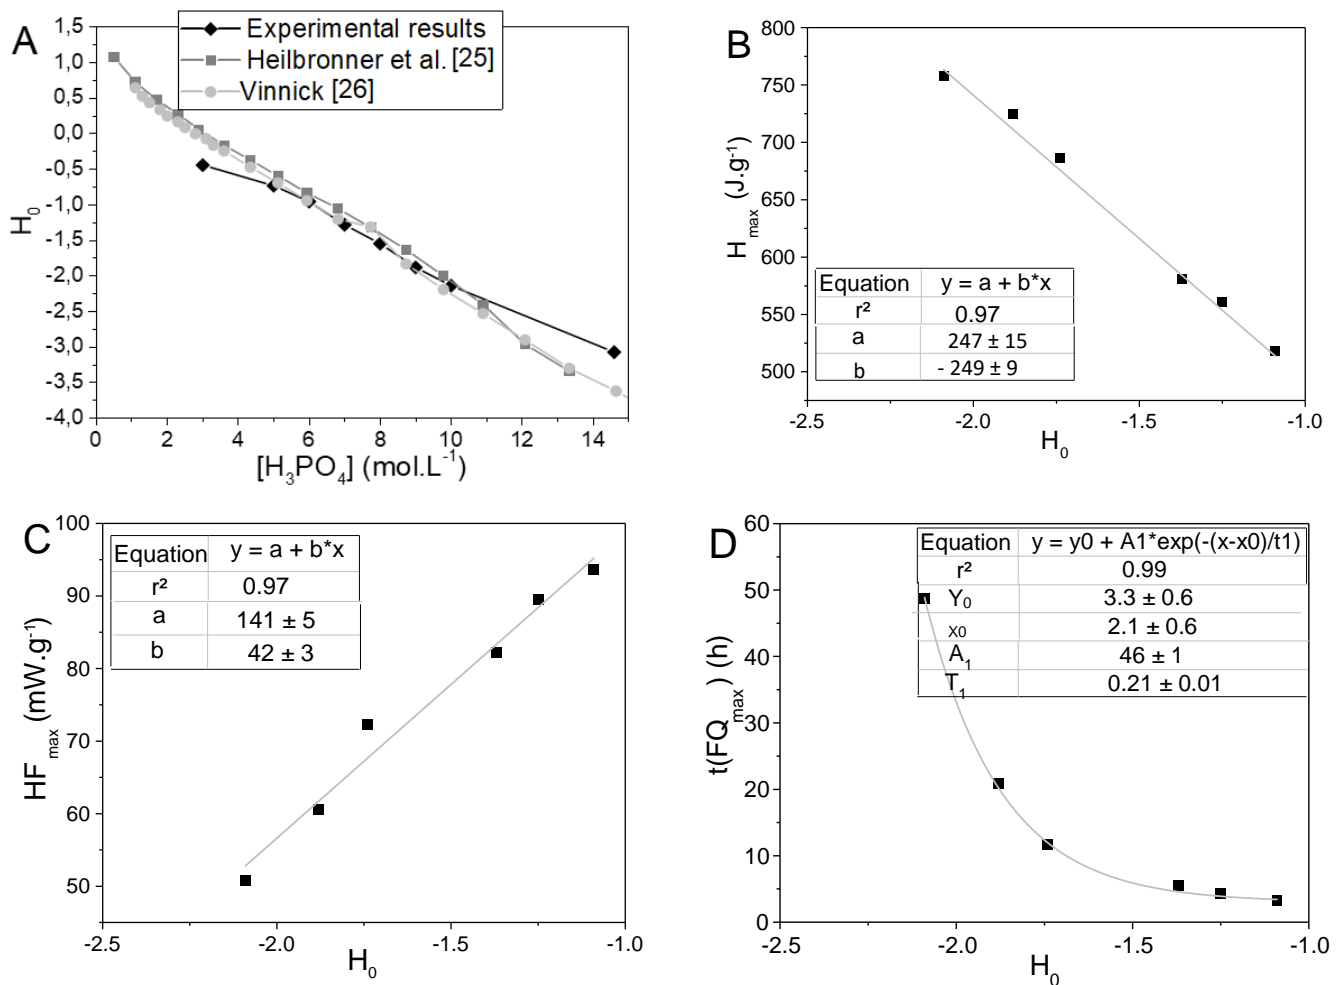 A
Experimental results
Heilbronner et al. [25]
Vinnick [26]
1,5
1,0
0,5
0,0
-0,5
-1,0
-1,5
-2,0
-2,5
-3,0
-3,5
-4,0
H₀
0 2 4 6 8 10 12 14
[H₃PO₄] (mol.L⁻¹)
B
800
750
700
650
600
550
500
H max (J.g⁻¹)
Equation y = a + b*x
r² 0.97
a 247 ± 15
b - 249 ± 9
-2.5 -2.0 -1.5 -1.0
H₀
C
100
90
80
70
60
50
HF max (mW.g⁻¹)
Equation y = a + b*x
r² 0.97
a 141 ± 5
b 42 ± 3
-2.5 -2.0 -1.5 -1.0
H₀
D
60
50
40
30
20
10
0
t(FQ max) (h)
Equation y = y0 + A1*exp(-(x-x0)/t1)
r² 0.99
Y₀ 3.3 ± 0.6
x₀ 2.1 ± 0.6
A₁ 46 ± 1
T₁ 0.21 ± 0.01
-2.5 -2.0 -1.5 -1.0
H₀